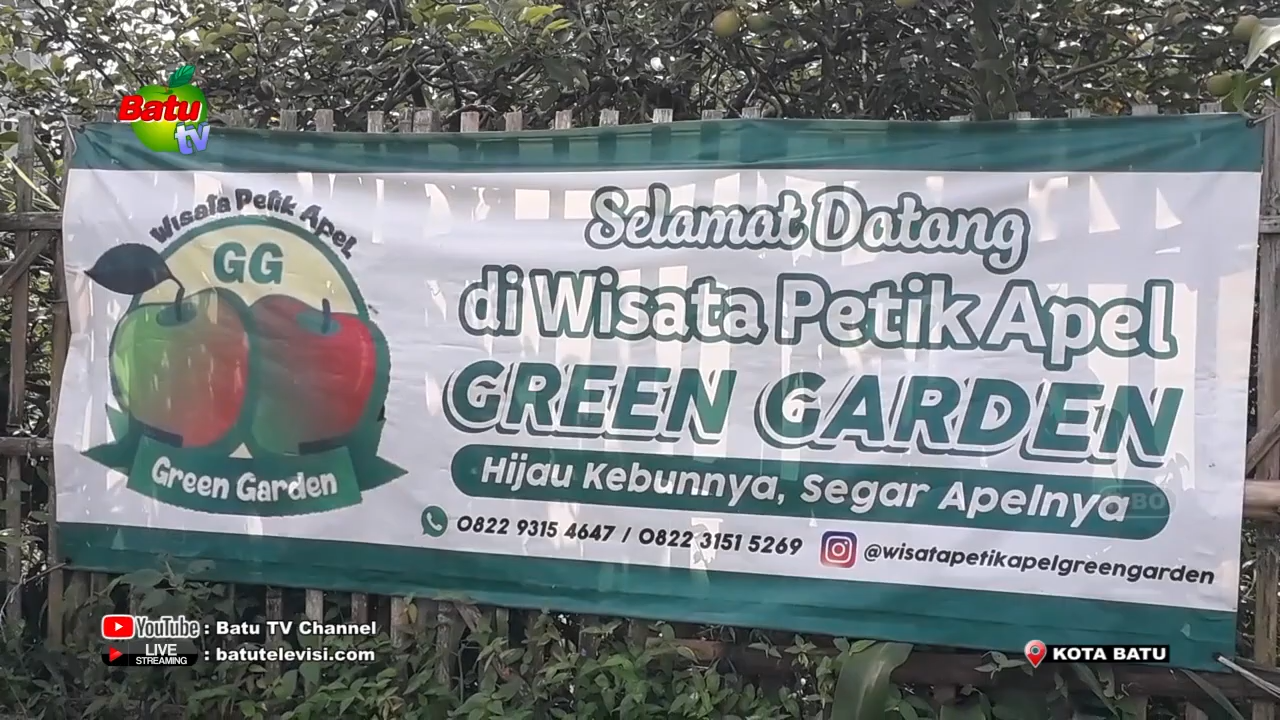 Batu
tv
Wisata Petik Apel
GG
Green Garden
Selamat Datang
di Wisata Petik Apel
GREEN GARDEN
Hijau Kebunnya, Segar Apelnya
0822 9315 4647 / 0822 3151 5269 @wisatapetikapelgreengarden
YouTube : Batu TV Channel
LIVE STREAMING : batutelevisi.com
KOTA BATU